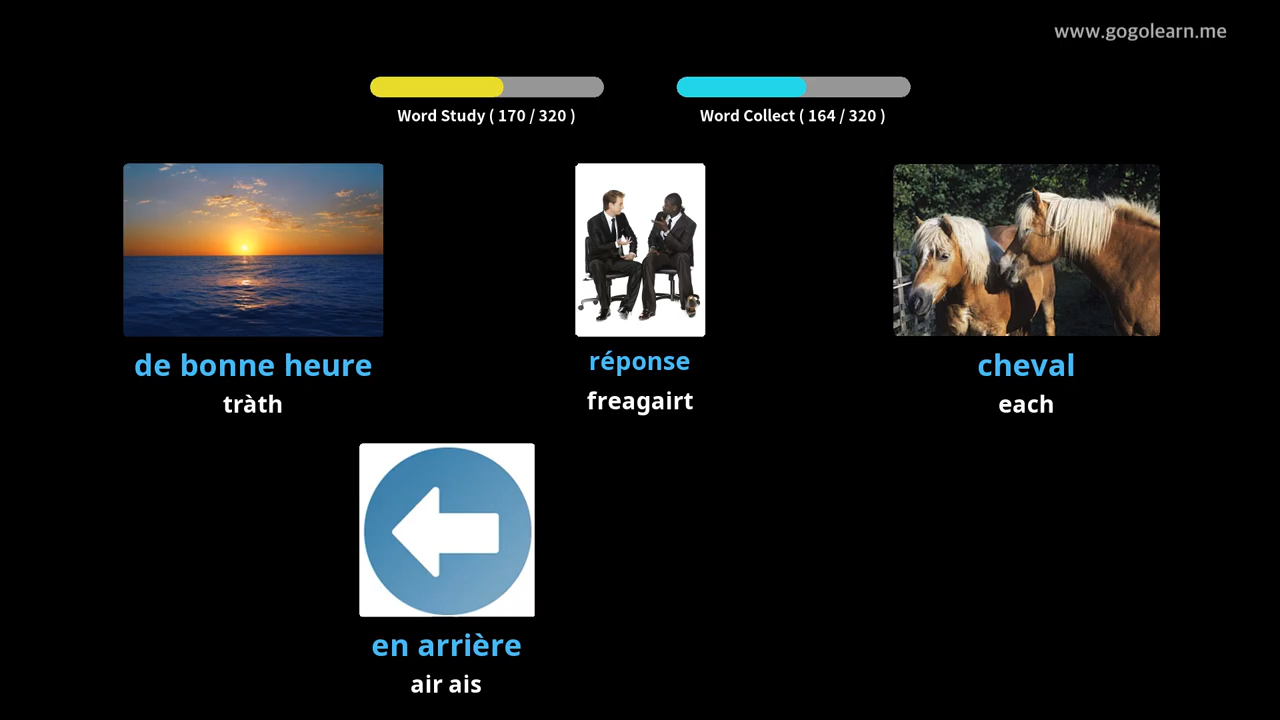 www.gogolearn.me
Word Study ( 170 / 320 )
Word Collect ( 164 / 320 )
de bonne heure
tràth
réponse
freagairt
cheval
each
en arrière
air ais